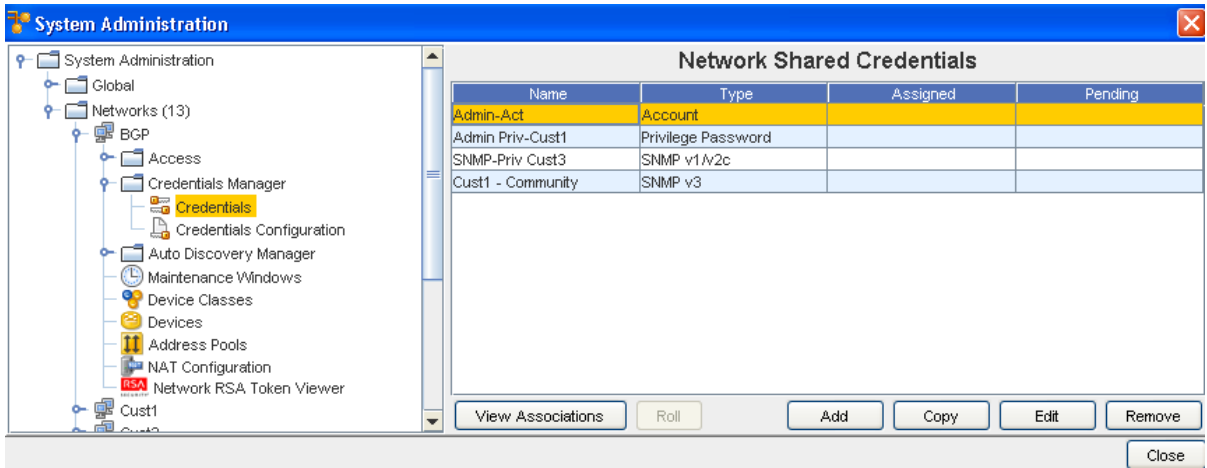 System Administration
System Administration
Global
Networks (13)
BGP
Access
Credentials Manager
Credentials
Credentials Configuration
Auto Discovery Manager
Maintenance Windows
Device Classes
Devices
Address Pools
NAT Configuration
RSA Network RSA Token Viewer
Cust1
Network Shared Credentials
Name Type Assigned Pending
Admin-Act Account
Admin Priv-Cust1 Privilege Password
SNMP-Priv Cust3 SNMP v1/v2c
Cust1 - Community SNMP v3
View Associations Roll Add Copy Edit Remove
Close